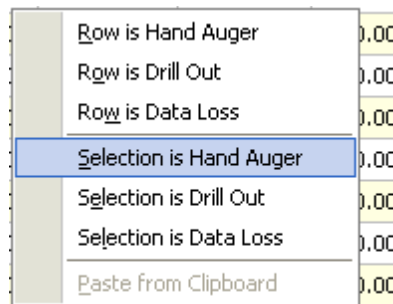 Row is Hand Auger
Row is Drill Out
Row is Data Loss
Selection is Hand Auger
Selection is Drill Out
Selection is Data Loss
Paste from Clipboard